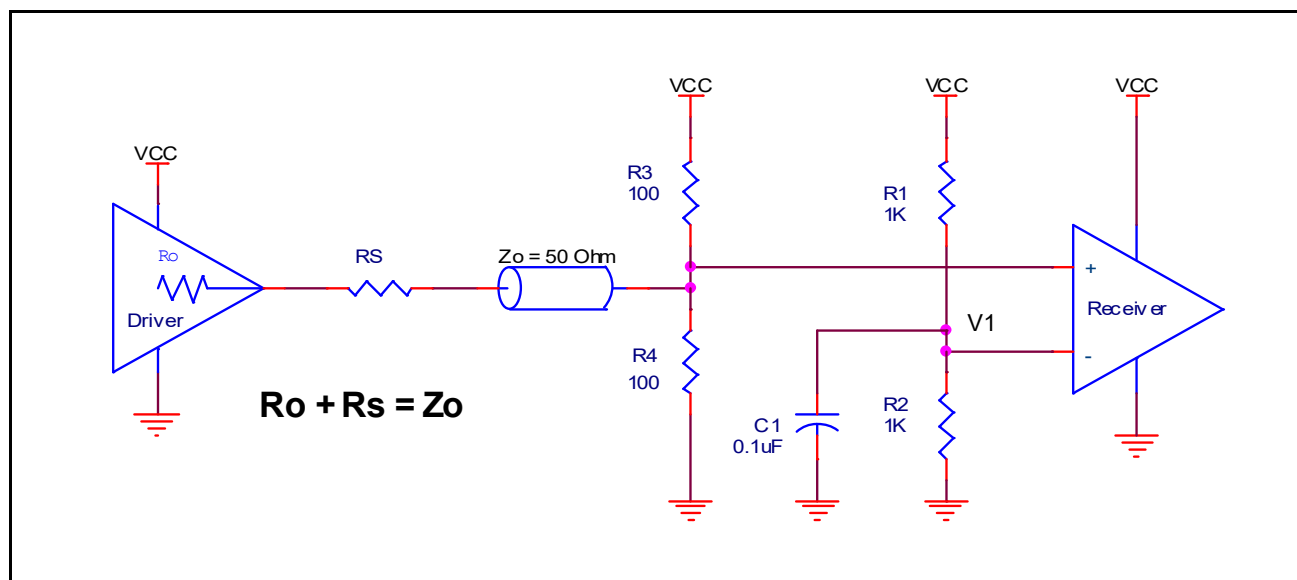 VCC
VCC
VCC
VCC
R3
100
R1
1K
Ro
RS
Zo = 50 Ohm
+
Receiver
Driver
V1
-
R4
100
Ro + Rs = Zo
C1
0.1uF
R2
1K